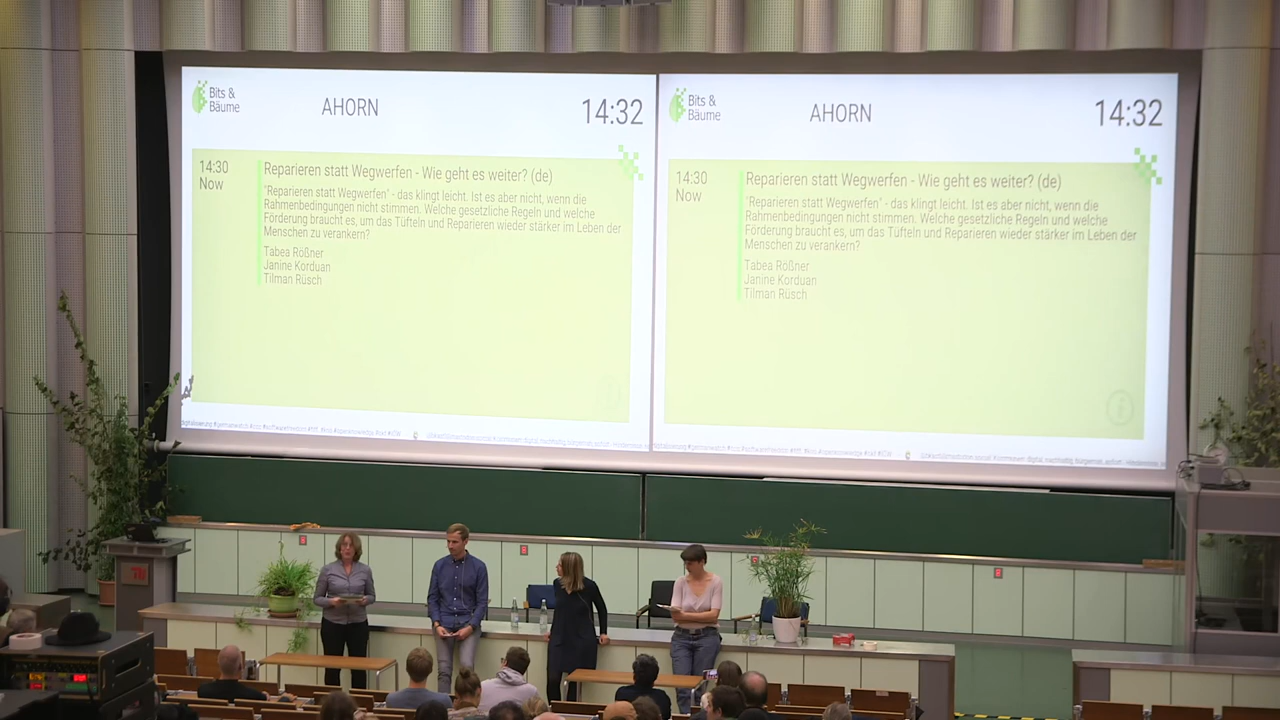 Bits &
Bäume
AHORN
14:32
14:30
Now
Reparieren statt Wegwerfen - Wie geht es weiter? (de)
"Reparieren statt Wegwerfen" - das klingt leicht. Ist es aber nicht, wenn die
Rahmenbedingungen nicht stimmen. Welche gesetzliche Regeln und welche
Förderung braucht es, um das Tüfteln und Reparieren wieder stärker im Leben der
Menschen zu verankern?
Tabea Rößner
Janine Korduan
Tilman Rüsch
Bits &
Bäume
AHORN
14:32
14:30
Now
Reparieren statt Wegwerfen - Wie geht es weiter? (de)
"Reparieren statt Wegwerfen" - das klingt leicht. Ist es aber nicht, wenn die
Rahmenbedingungen nicht stimmen. Welche gesetzliche Regeln und welche
Förderung braucht es, um das Tüfteln und Reparieren wieder stärker im Leben der
Menschen zu verankern?
Tabea Rößner
Janine Korduan
Tilman Rüsch